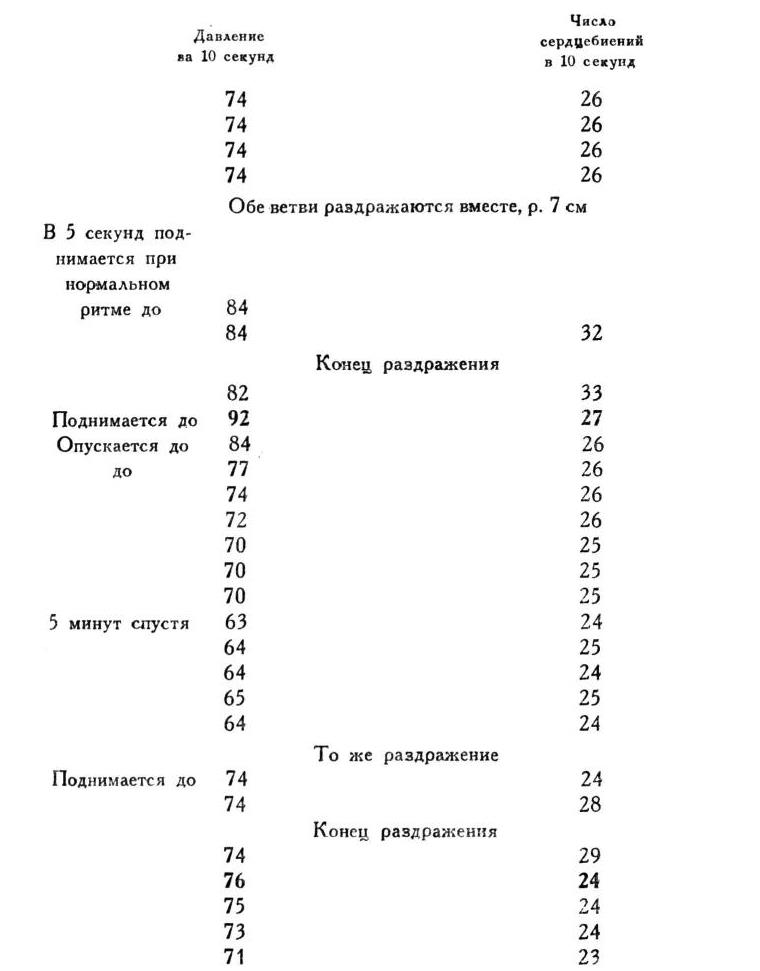 Давление
за 10 секунд
Число
сердцебиений
в 10 секунд
74 26
74 26
74 26
74 26
Обе ветви раздражаются вместе, р. 7 см
В 5 секунд под-
нимается при
нормальном
ритме до 84
84 32
Конец раздражения
82 33
Поднимается до 92 27
Опускается до 84 26
до 77 26
74 26
72 26
70 25
70 25
70 25
5 минут спустя 63 24
64 25
64 24
65 25
64 24
То же раздражение
Поднимается до 74 24
74 28
Конец раздражения
74 29
76 24
75 24
73 24
71 23